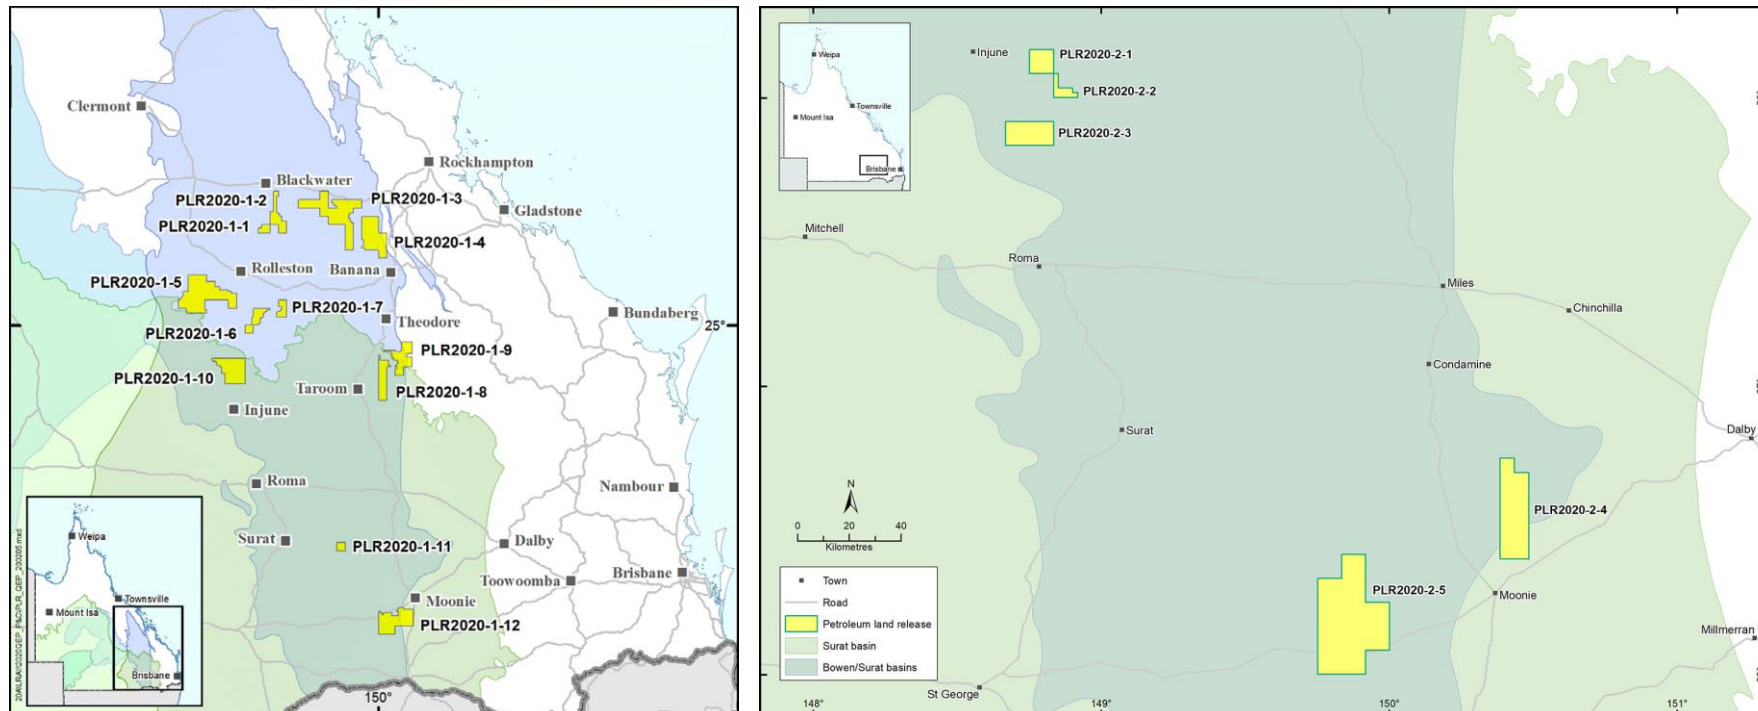 Clermont
Rockhampton
Blackwater
PLR2020-1-2
PLR2020-1-3
Gladstone
PLR2020-1-1
PLR2020-1-4
Rolleston
Banana
PLR2020-1-5
PLR2020-1-7
Bundaberg
Theodore
25°
PLR2020-1-6
PLR2020-1-9
PLR2020-1-10
Taroom
PLR2020-1-8
Injune
Roma
Nambour
Surat
PLR2020-1-11
Dalby
Toowoomba
Brisbane
Moonie
PLR2020-1-12
150°
Weipa
Townsville
Mount Isa
Brisbane
Weipa
Townsville
Mount Isa
Brisbane
Injune
PLR2020-2-1
PLR2020-2-2
PLR2020-2-3
Mitchell
Roma
Miles
Chinchilla
Condamine
Surat
Dalby
N
0 20 40
Kilometres
PLR2020-2-4
PLR2020-2-5
Moonie
Millmerran
St George
Town
Road
Petroleum land release
Surat basin
Bowen/Surat basins
148°
149°
150°
151°